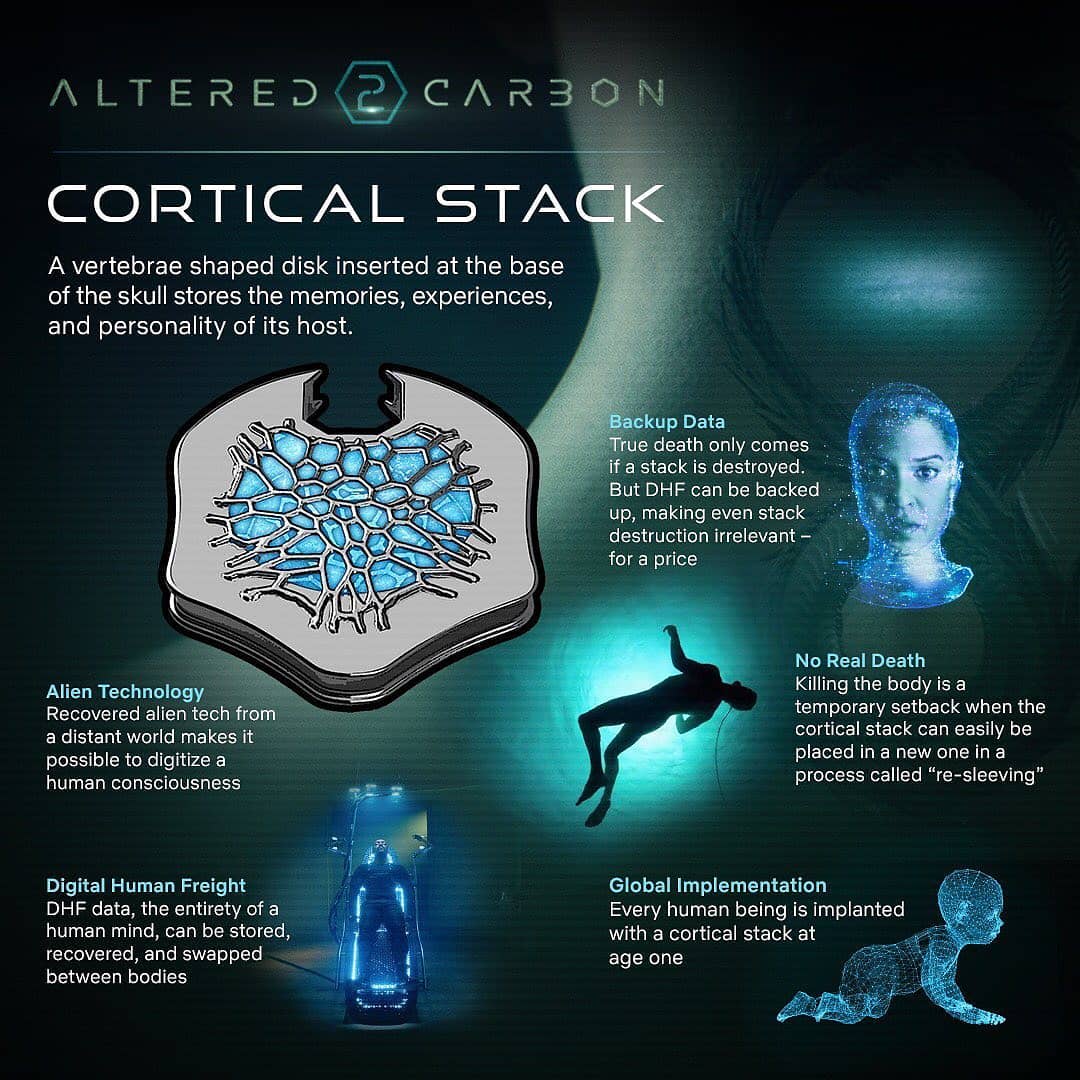 ALTERED 2 CARBON
CORTICAL STACK
A vertebrae shaped disk inserted at the base
of the skull stores the memories, experiences,
and personality of its host.
Backup Data
True death only comes
if a stack is destroyed.
But DHF can be backed
up, making even stack
destruction irrelevant –
for a price
No Real Death
Killing the body is a
temporary setback when the
cortical stack can easily be
placed in a new one in a
process called “re-sleeving”
Alien Technology
Recovered alien tech from
a distant world makes it
possible to digitize a
human consciousness
Digital Human Freight
DHF data, the entirety of a
human mind, can be stored,
recovered, and swapped
between bodies
Global Implementation
Every human being is implanted
with a cortical stack at
age one